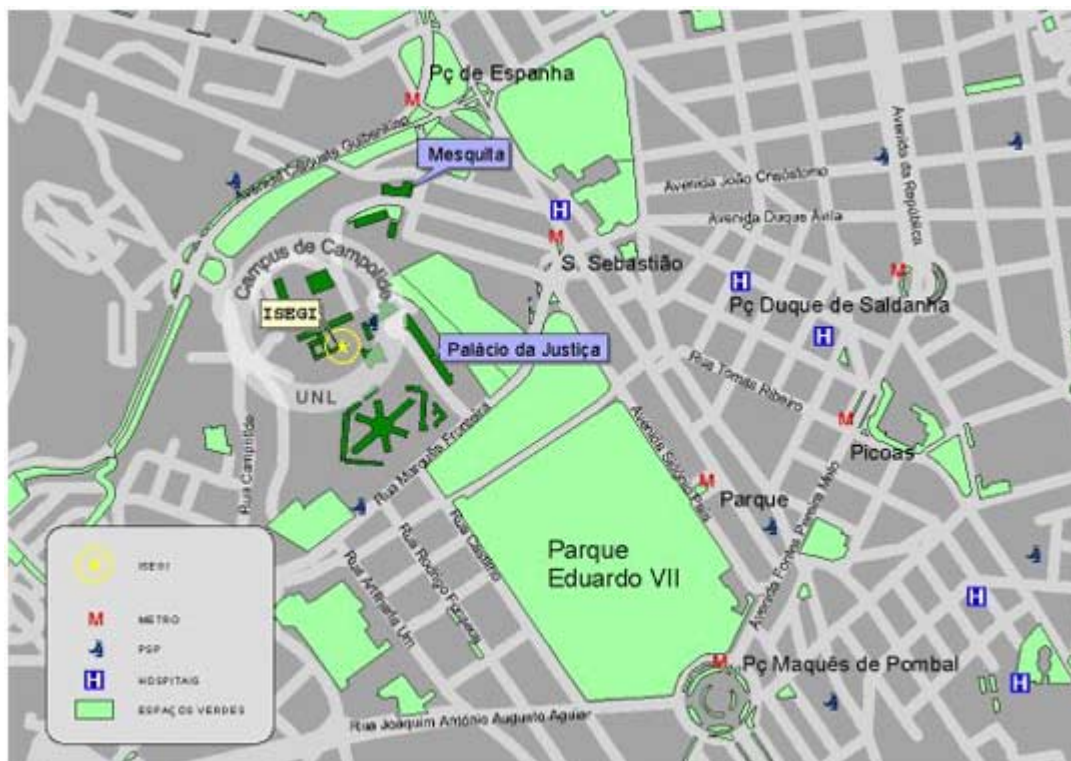 Pç de Espanha
Mesquita
Avenida Calouste Gulbenkian
Avenida da República
Avenida João Crisóstomo
Avenida Duque Ávila
Campus de Campolide
S. Sebastião
ISEGI
Pç Duque de Saldanha
Palácio da Justiça
UNL
Rua Tomás Ribeiro
Rua Campolide
Rua Marquês Fronteira
Picoas
Parque
Avenida Fontes Pereira Melo
Rua Castilho
Rua Rodrigo Fonseca
Rua Artilharia Um
Parque
Eduardo VII
Pç Maquês de Pombal
Rua Joaquim António Augusto Aguiar
ISEGI
M
METRO
PSP
H
HOSPITAIS
ESPAÇOS VERDES